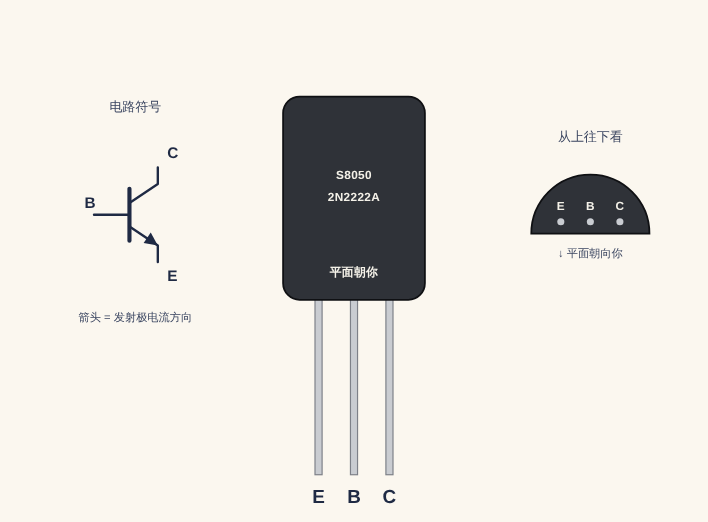 电路符号
C
B
E
箭头 = 发射极电流方向
S8050
2N2222A
平面朝你
E B C
从上往下看
E B C
↓ 平面朝向你